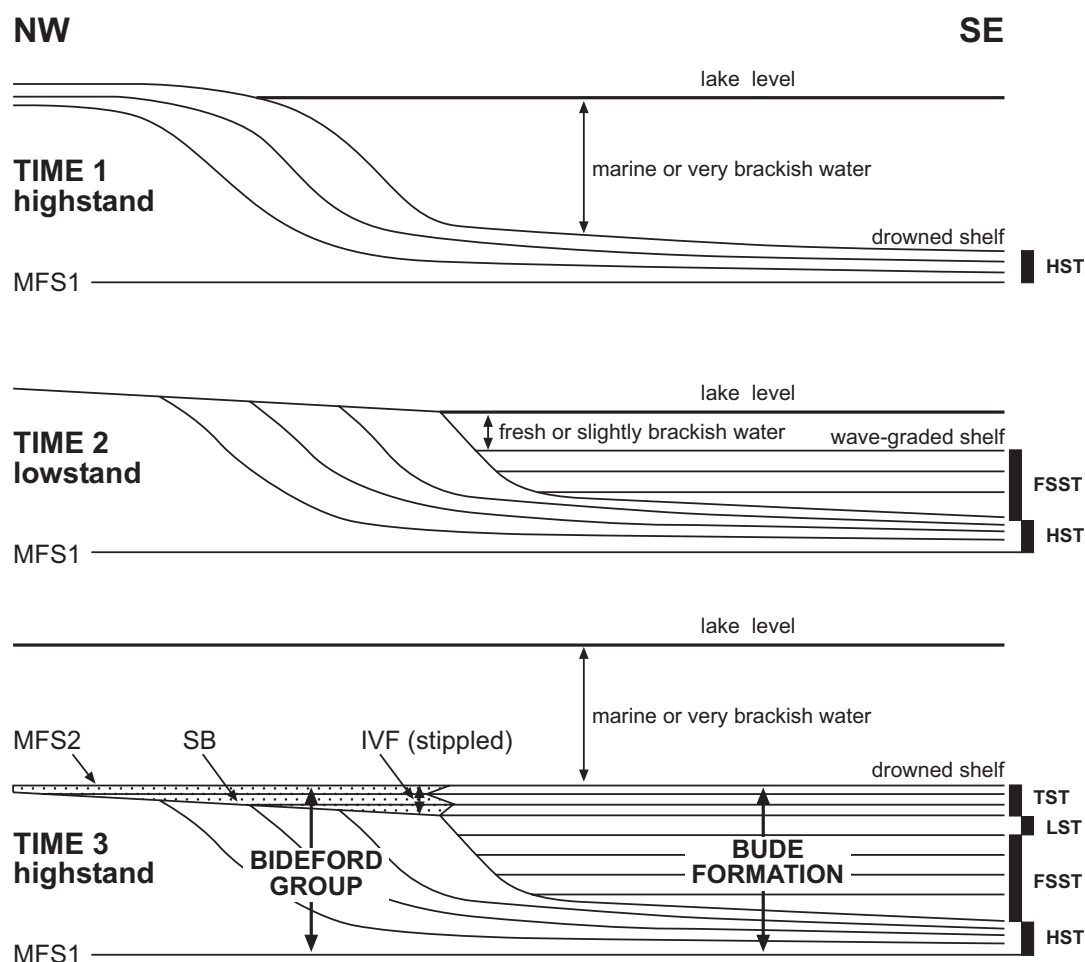 NW
SE
lake level
TIME 1
highstand
marine or very brackish water
drowned shelf
HST
MFS1
lake level
TIME 2
lowstand
fresh or slightly brackish water
wave-graded shelf
FSST
HST
MFS1
lake level
marine or very brackish water
MFS2
SB
IVF (stippled)
drowned shelf
TST
LST
TIME 3
highstand
BIDEFORD
GROUP
BUDE
FORMATION
FSST
HST
MFS1